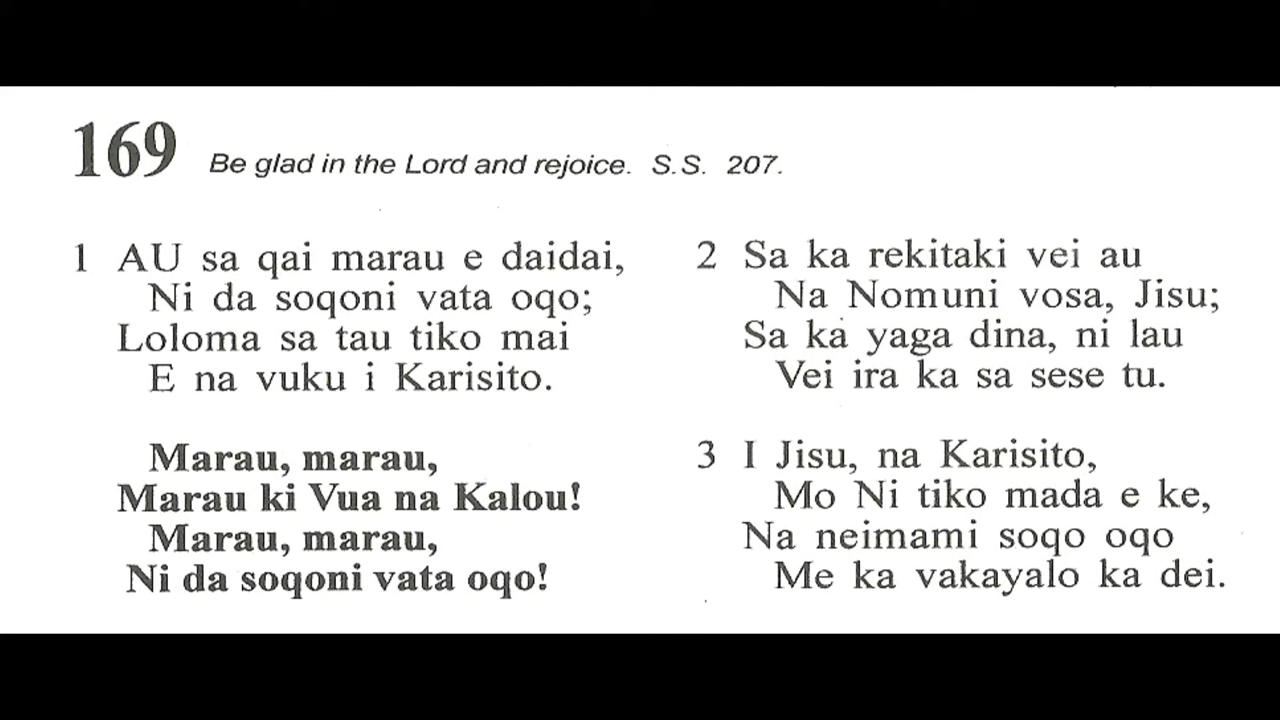 169 Be glad in the Lord and rejoice. S.S. 207.
1 AU sa qai marau e daidai,
Ni da soqoni vata oqo;
Loloma sa tau tiko mai
E na vuku i Karisito.
Marau, marau,
Marau ki Vua na Kalou!
Marau, marau,
Ni da soqoni vata oqo!
2 Sa ka rekitaki vei au
Na Nomuni vosa, Jisu;
Sa ka yaga dina, ni lau
Vei ira ka sa sese tu.
3 I Jisu, na Karisito,
Mo Ni tiko mada e ke,
Na neimami soqo oqo
Me ka vakayalo ka dei.